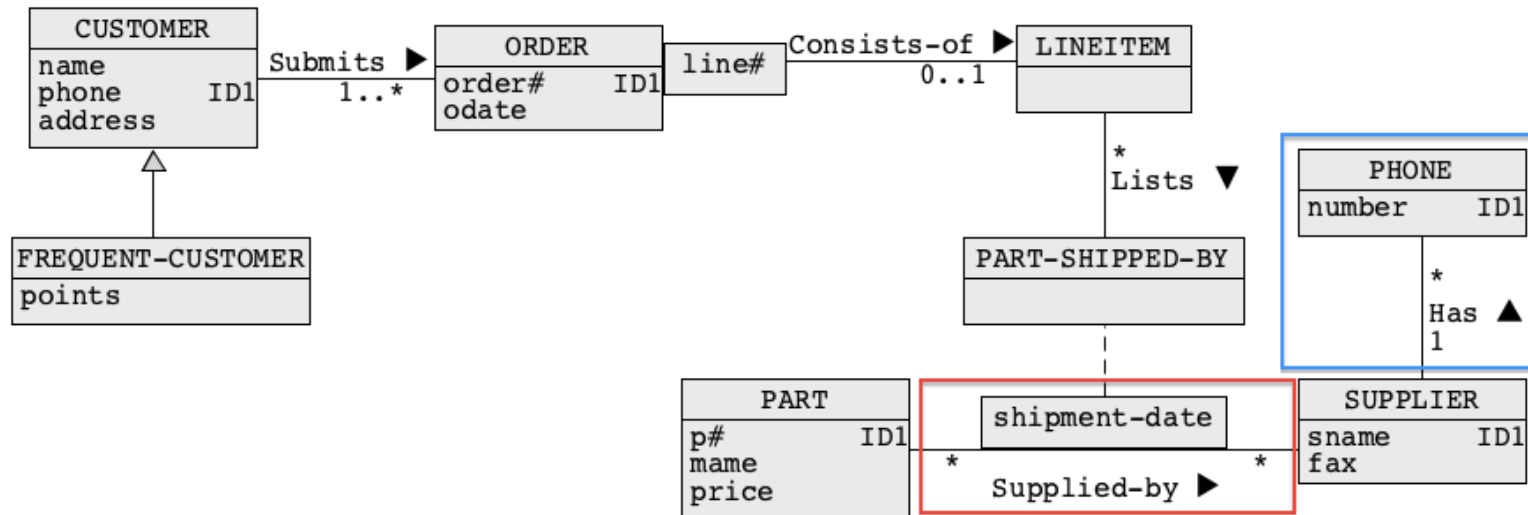 CUSTOMER
name
phone ID1
address
Submits ▶
1..*
ORDER
order# ID1
odate
line#
Consists-of ▶
0..1
LINEITEM
*
Lists ▼
PHONE
number ID1
*
Has ▲
1
FREQUENT-CUSTOMER
points
PART-SHIPPED-BY
PART
p# ID1
mame
price
shipment-date
* *
Supplied-by ▶
SUPPLIER
sname ID1
fax